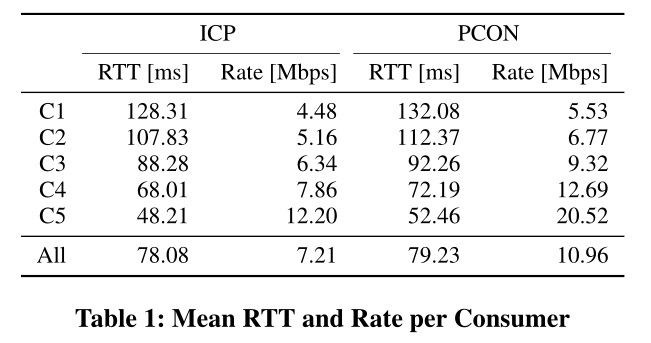 ICP PCON
RTT [ms] Rate [Mbps] RTT [ms] Rate [Mbps]
C1 128.31 4.48 132.08 5.53
C2 107.83 5.16 112.37 6.77
C3 88.28 6.34 92.26 9.32
C4 68.01 7.86 72.19 12.69
C5 48.21 12.20 52.46 20.52
All 78.08 7.21 79.23 10.96
Table 1: Mean RTT and Rate per Consumer